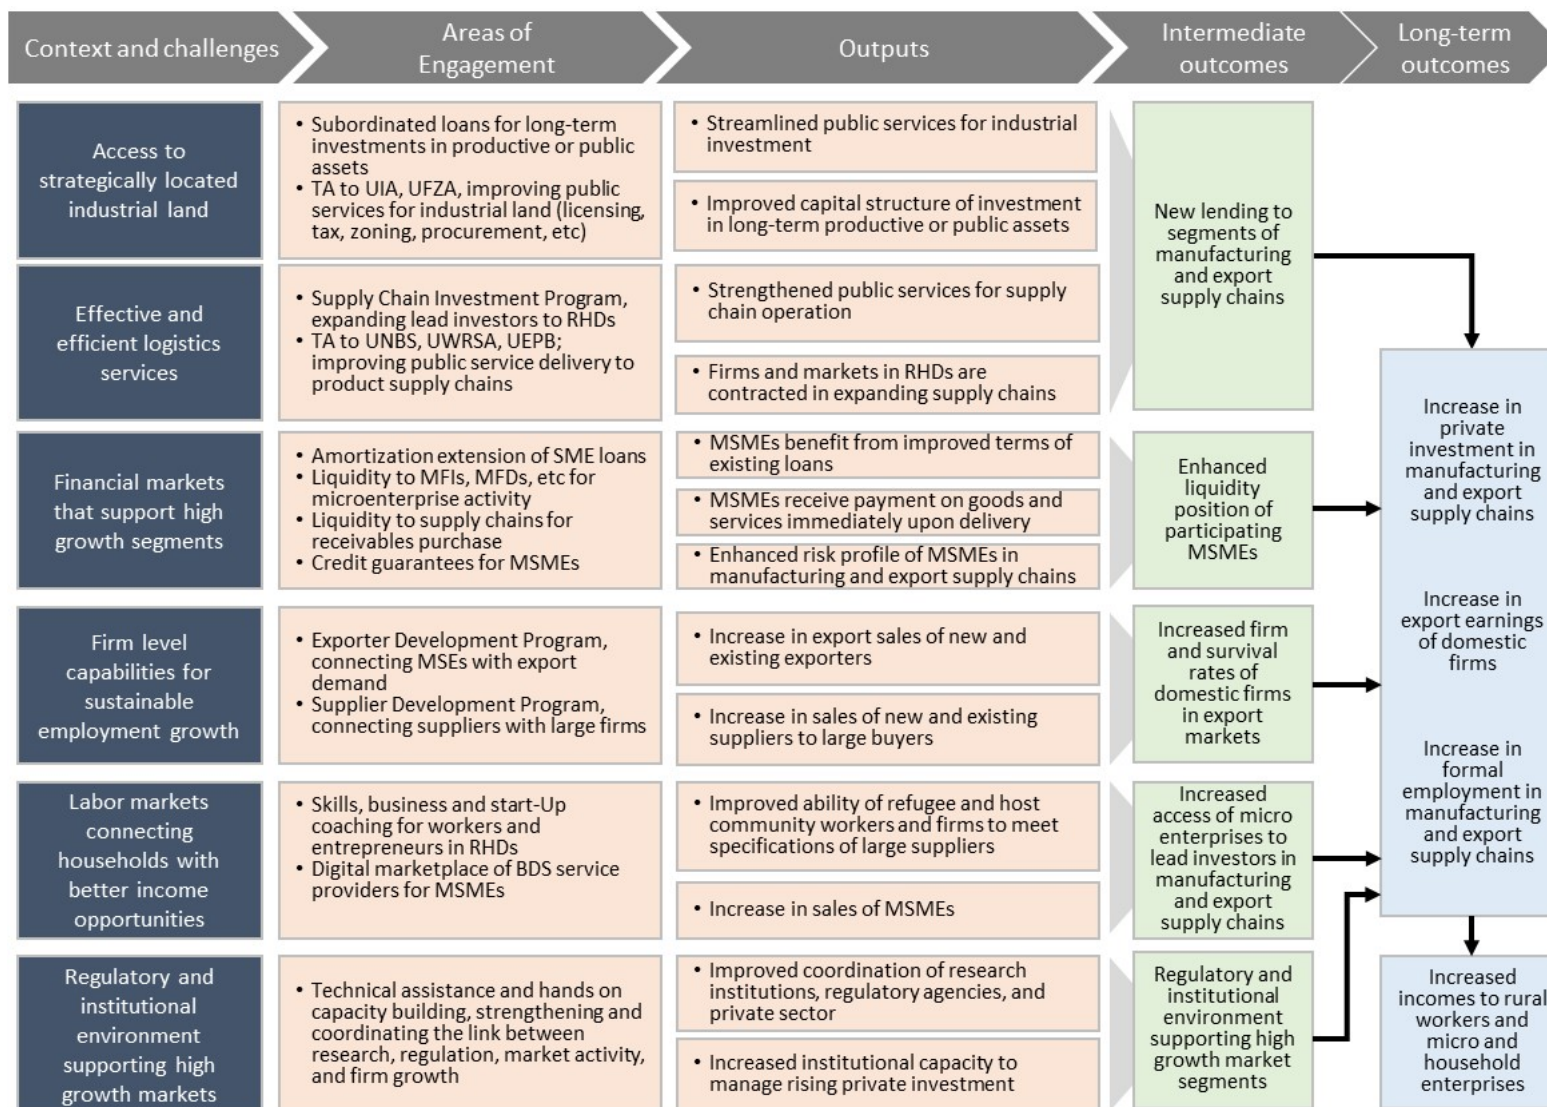 Context and challenges
Areas of
Engagement
Outputs
Intermediate
outcomes
Long-term
outcomes
Access to
strategically located
industrial land
• Subordinated loans for long-term
investments in productive or public
assets
• TA to UIA, UFZA, improving public
services for industrial land (licensing,
tax, zoning, procurement, etc)
• Streamlined public services for industrial
investment
• Improved capital structure of investment
in long-term productive or public assets
New lending to
segments of
manufacturing
and export
supply chains
Effective and
efficient logistics
services
• Supply Chain Investment Program,
expanding lead investors to RHDs
• TA to UNBS, UWRSA, UEPB;
improving public service delivery to
product supply chains
• Strengthened public services for supply
chain operation
• Firms and markets in RHDs are
contracted in expanding supply chains
Financial markets
that support high
growth segments
• Amortization extension of SME loans
• Liquidity to MFIs, MFDs, etc for
microenterprise activity
• Liquidity to supply chains for
receivables purchase
• Credit guarantees for MSMEs
• MSMEs benefit from improved terms of
existing loans
• MSMEs receive payment on goods and
services immediately upon delivery
• Enhanced risk profile of MSMEs in
manufacturing and export supply chains
Enhanced
liquidity
position of
participating
MSMEs
Firm level
capabilities for
sustainable
employment growth
• Exporter Development Program,
connecting MSEs with export
demand
• Supplier Development Program,
connecting suppliers with large firms
• Increase in export sales of new and
existing exporters
• Increase in sales of new and existing
suppliers to large buyers
Increased firm
and survival
rates of
domestic firms
in export
markets
Labor markets
connecting
households with
better income
opportunities
• Skills, business and start-Up
coaching for workers and
entrepreneurs in RHDs
• Digital marketplace of BDS service
providers for MSMEs
• Improved ability of refugee and host
community workers and firms to meet
specifications of large suppliers
• Increase in sales of MSMEs
Increased
access of micro
enterprises to
lead investors in
manufacturing
and export
supply chains
Regulatory and
institutional
environment
supporting high
growth markets
• Technical assistance and hands on
capacity building, strengthening and
coordinating the link between
research, regulation, market activity,
and firm growth
• Improved coordination of research
institutions, regulatory agencies, and
private sector
• Increased institutional capacity to
manage rising private investment
Regulatory and
institutional
environment
supporting high
growth market
segments
Increase in
private
investment in
manufacturing
and export
supply chains
Increase in
export earnings
of domestic
firms
Increase in
formal
employment in
manufacturing
and export
supply chains
Increased
incomes to rural
workers and
micro and
household
enterprises